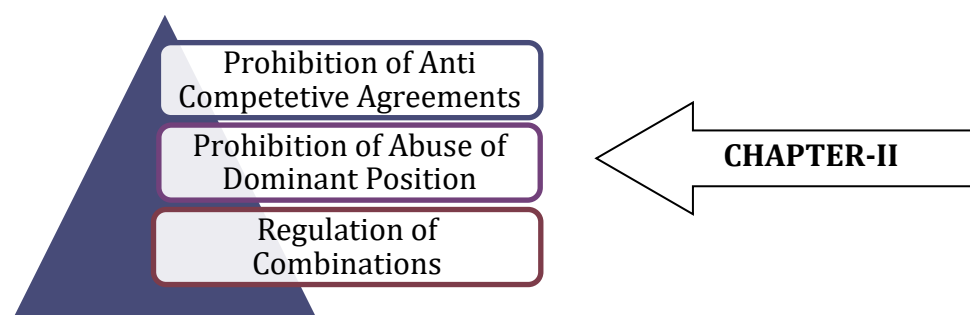 Prohibition of Anti
Competetive Agreements
Prohibition of Abuse of
Dominant Position
Regulation of
Combinations
CHAPTER-II